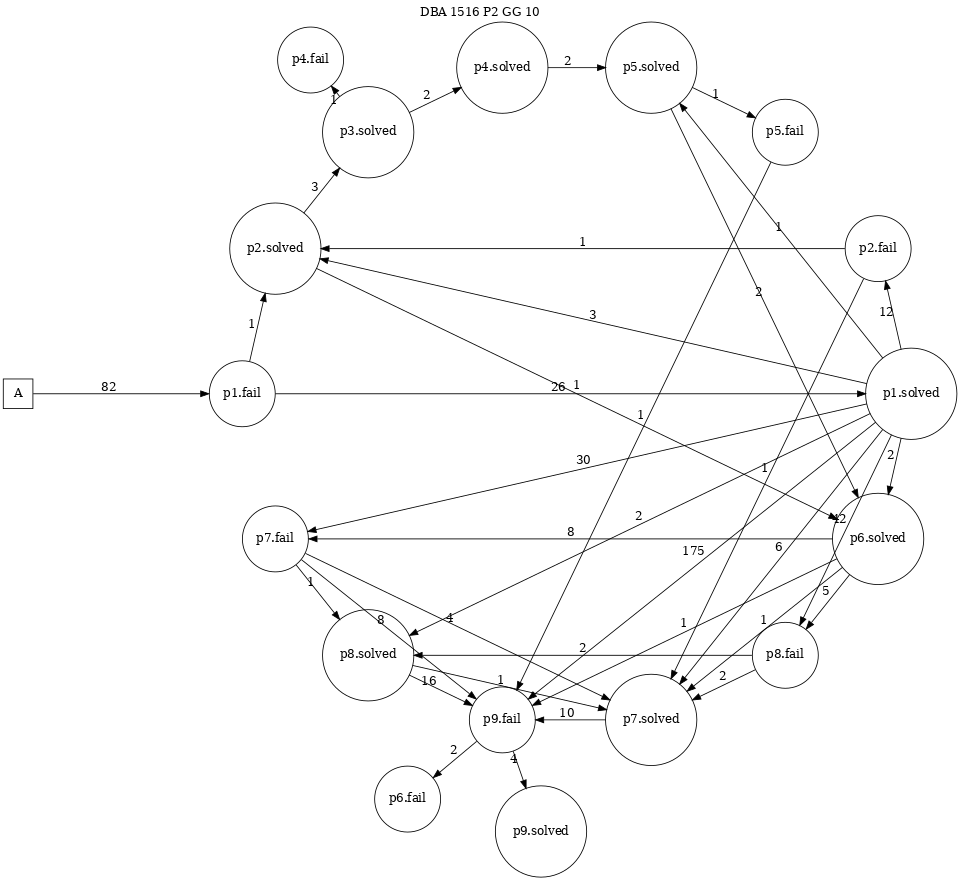 DBA 1516 P2 GG 10
p4.fail
p4.solved
2
p5.solved
1
2
1
p3.solved
p5.fail
3
p2.solved
1
p2.fail
1
2
12
3
1
A
82
p1.fail
26
1
p1.solved
1
30
1
2
2
42
p7.fail
8
175
6
p6.solved
1
8
4
1
1
5
p8.solved
2
p8.fail
16
1
2
p9.fail
10
p7.solved
2
4
p6.fail
p9.solved